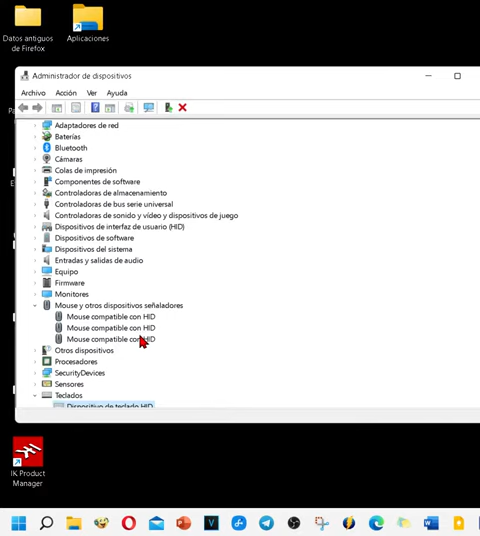 Datos antiguos
de Firefox
Aplicaciones
Administrador de dispositivos
Archivo Acción Ver Ayuda
Adaptadores de red
Baterías
Bluetooth
Cámaras
Colas de impresión
Componentes de software
Controladoras de almacenamiento
Controladoras de bus serie universal
Controladoras de sonido y vídeo y dispositivos de juego
Dispositivos de interfaz de usuario (HID)
Dispositivos de software
Dispositivos del sistema
Entradas y salidas de audio
Equipo
Firmware
Monitores
Mouse y otros dispositivos señaladores
Mouse compatible con HID
Mouse compatible con HID
Mouse compatible con HID
Otros dispositivos
Procesadores
SecurityDevices
Sensores
Teclados
Dispositivo de teclado HID
IK Product
Manager